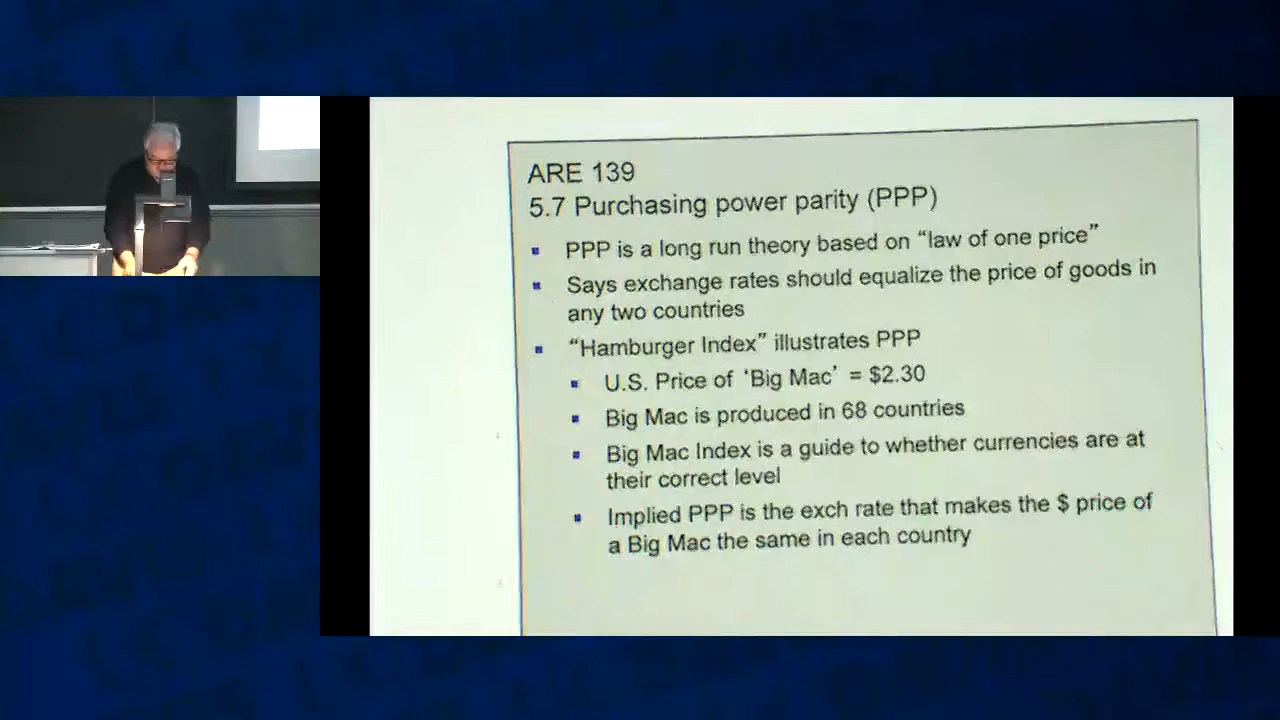 ARE 139
5.7 Purchasing power parity (PPP)
PPP is a long run theory based on “law of one price”
Says exchange rates should equalize the price of goods in
any two countries
“Hamburger Index” illustrates PPP
U.S. Price of ‘Big Mac’ = $2.30
Big Mac is produced in 68 countries
Big Mac Index is a guide to whether currencies are at
their correct level
Implied PPP is the exch rate that makes the $ price of
a Big Mac the same in each country